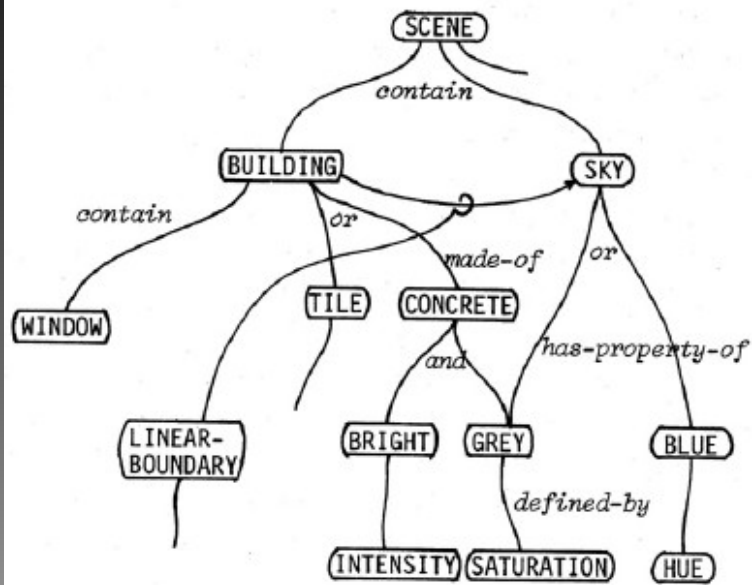 SCENE
contain
BUILDING
SKY
contain
or
or
made-of
WINDOW
TILE
CONCRETE
and
has-property-of
LINEAR-
BOUNDARY
BRIGHT
GREY
BLUE
defined-by
INTENSITY
SATURATION
HUE